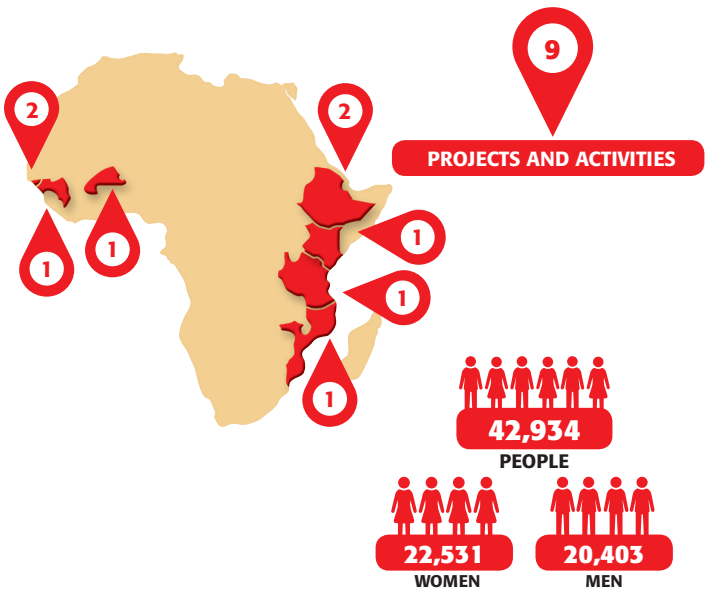 9
PROJECTS AND ACTIVITIES
2
2
1
1
1
1
1
42,934
PEOPLE
22,531
WOMEN
20,403
MEN